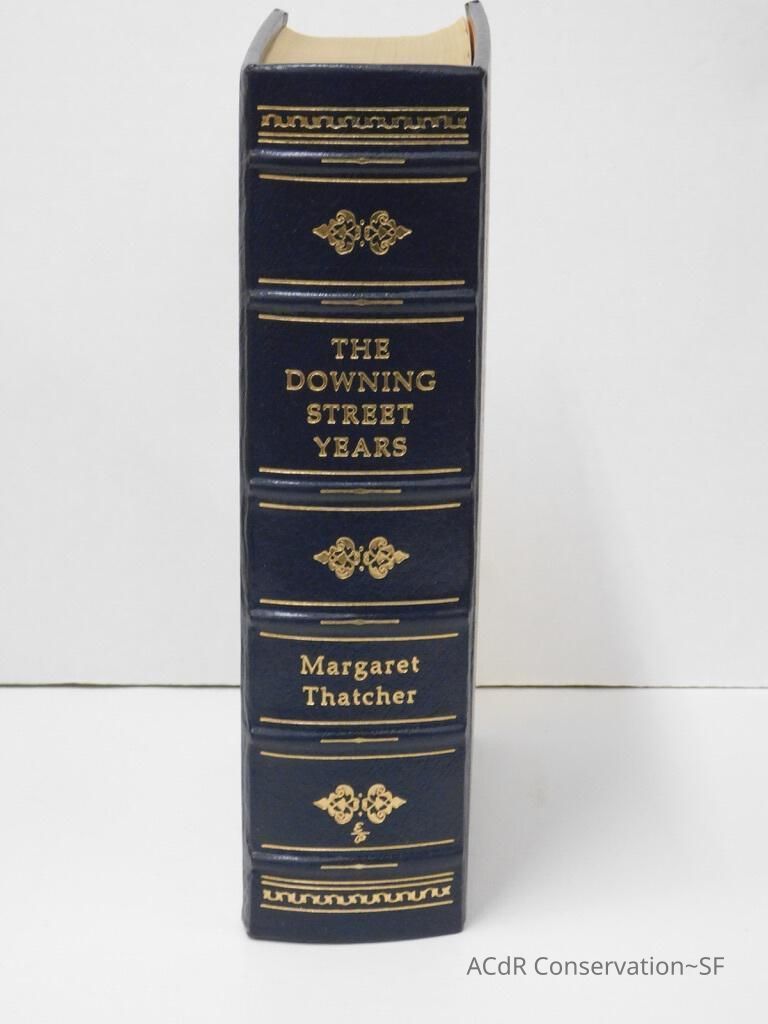 THE
DOWNING
STREET
YEARS
Margaret
Thatcher
ACdR Conservation~SF